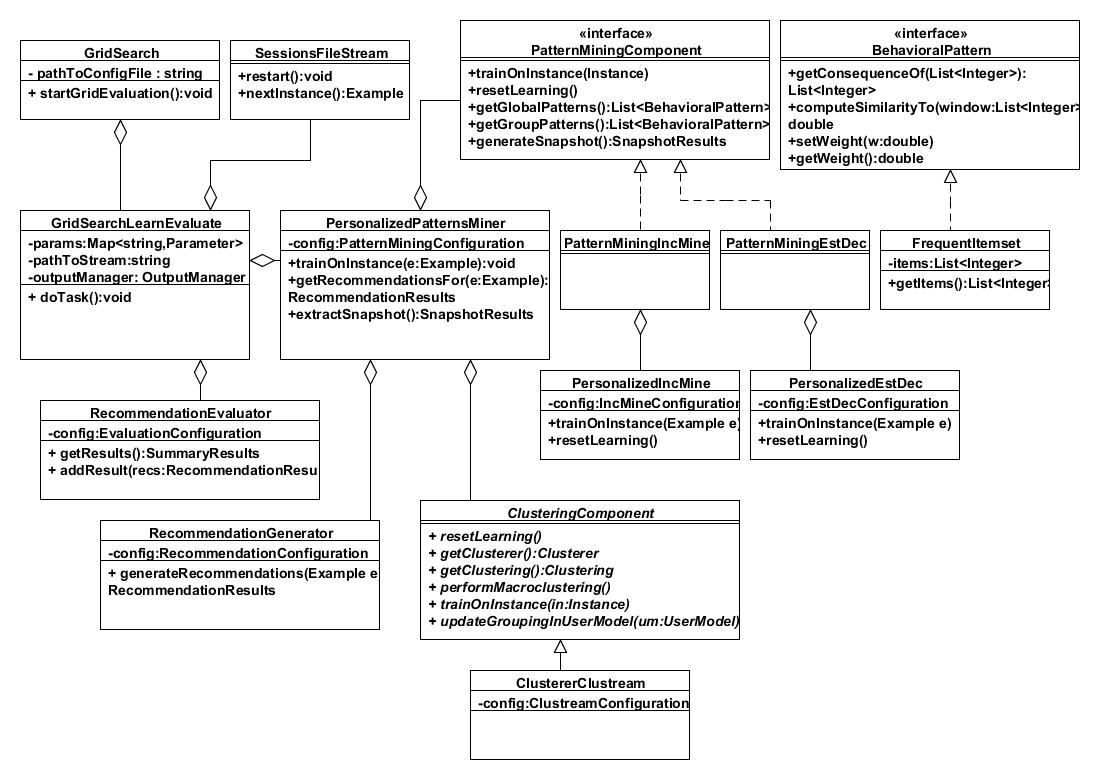 GridSearch
- pathToConfigFile : string
+ startGridEvaluation():void
SessionsFileStream
+restart():void
+nextInstance():Example
«interface»
PatternMiningComponent
+trainOnInstance(Instance)
+resetLearning()
+getGlobalPatterns():List<BehavioralPattern>
+getGroupPatterns():List<BehavioralPattern>
+generateSnapshot():SnapshotResults
«interface»
BehavioralPattern
+getConsequenceOf(List<Integer>):
List<Integer>
+computeSimilarityTo(window:List<Integer>
double
+setWeight(w:double)
+getWeight():double
GridSearchLearnEvaluate
-params:Map<string,Parameter>
-pathToStream:string
-outputManager: OutputManager
+ doTask():void
PersonalizedPatternsMiner
-config:PatternMiningConfiguration
+trainOnInstance(e:Example):void
+getRecommendationsFor(e:Example):
RecommendationResults
+extractSnapshot():SnapshotResults
PatternMiningIncMine
PatternMiningEstDec
FrequentItemset
-items:List<Integer>
+getItems():List<Integer>
PersonalizedIncMine
-config:IncMineConfiguration
+trainOnInstance(Example e)
+resetLearning()
PersonalizedEstDec
-config:EstDecConfiguration
+trainOnInstance(Example e)
+resetLearning()
RecommendationEvaluator
-config:EvaluationConfiguration
+ getResults():SummaryResults
+ addResult(recs:RecommendationResu
RecommendationGenerator
-config:RecommendationConfiguration
+ generateRecommendations(Example e
RecommendationResults
ClusteringComponent
+ resetLearning()
+ getClusterer():Clusterer
+ getClustering():Clustering
+ performMacroclustering()
+ trainOnInstance(in:Instance)
+ updateGroupingInUserModel(um:UserModel)
ClustererClustream
-config:ClustreamConfiguration